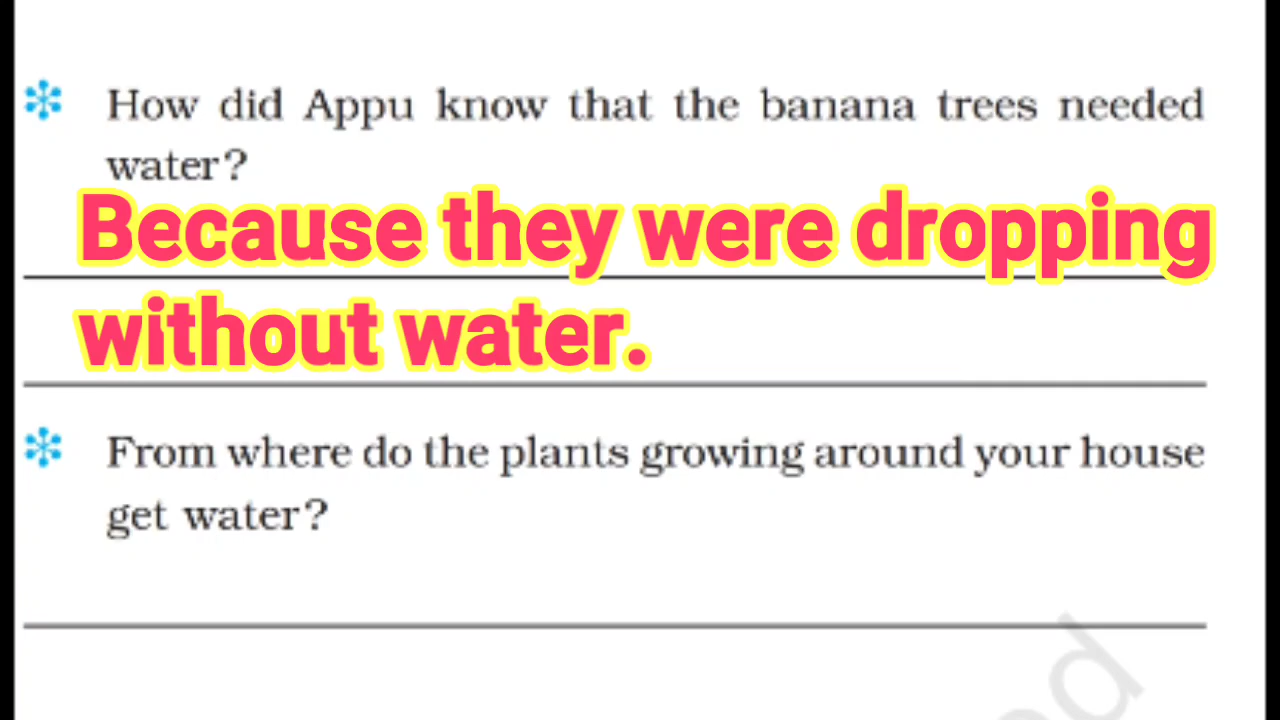 How did Appu know that the banana trees needed
water?
Because they were dropping
without water.
From where do the plants growing around your house
get water?